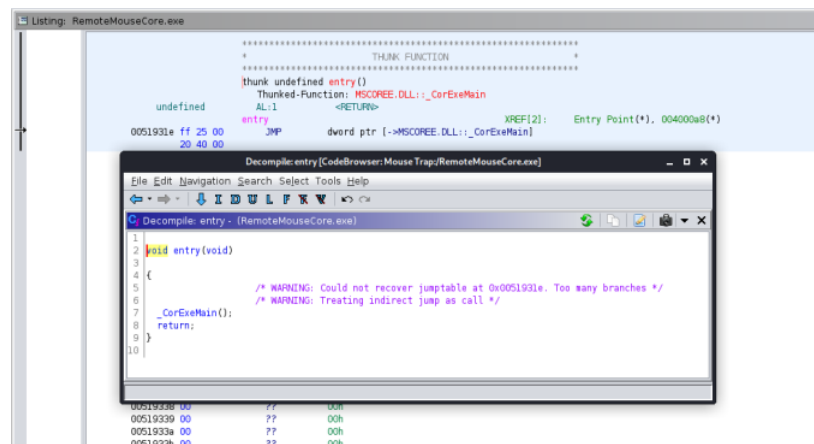 Listing: RemoteMouseCore.exe
*************************************************************
* THUNK FUNCTION *
*************************************************************
thunk undefined entry()
Thunked-Function: MSCOREE.DLL::_CorExeMain
undefined AL:1 <RETURN>
entry XREF[2]: Entry Point(*), 004000a8(*)
0051931e ff 25 00 JMP dword ptr [->MSCOREE.DLL::_CorExeMain]
20 40 00
Decompile: entry [CodeBrowser: Mouse Trap:/RemoteMouseCore.exe]
File Edit Navigation Search Select Tools Help
I D U L F V
Decompile: entry - (RemoteMouseCore.exe)
1
2 void entry(void)
3
4 {
5 /* WARNING: Could not recover jumptable at 0x0051931e. Too many branches */
6 /* WARNING: Treating indirect jump as call */
7 _CorExeMain();
8 return;
9 }
10
00519338 00 ?? 00h
00519339 00 ?? 00h
0051933a 00 ?? 00h
0051933b 00 ?? 00h